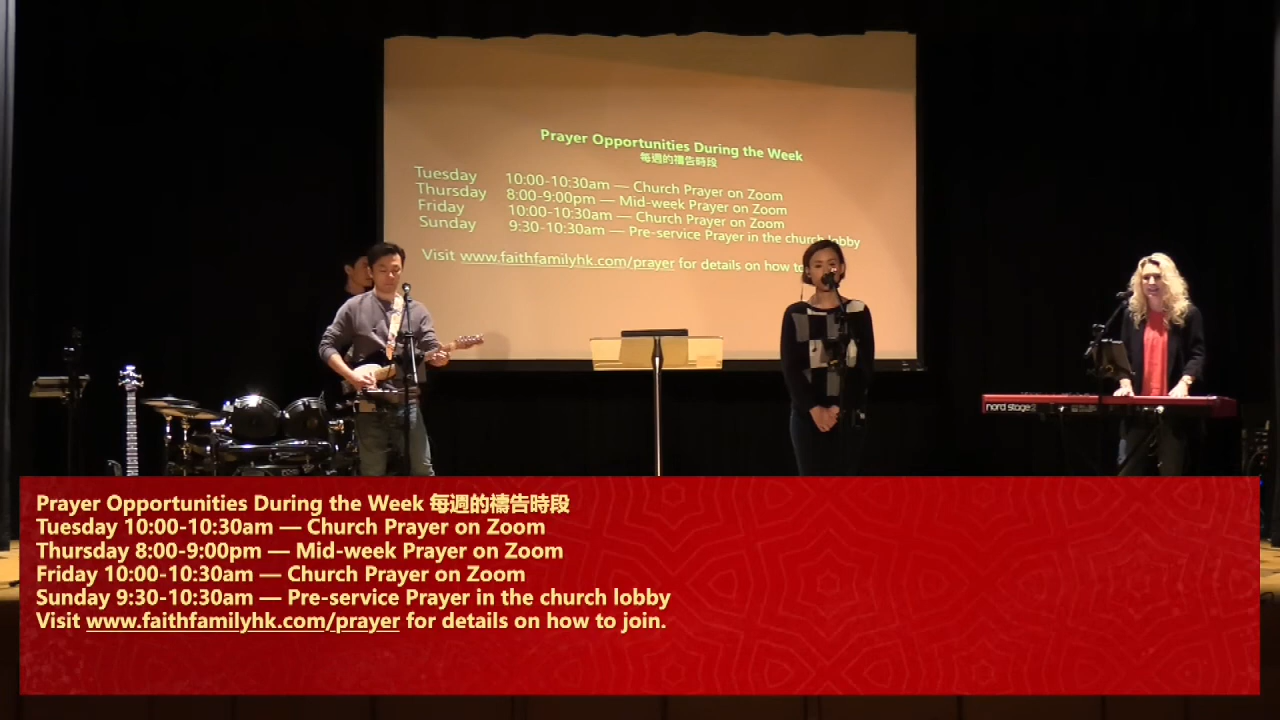 Prayer Opportunities During the Week
每週的禱告時段
Tuesday 10:00-10:30am — Church Prayer on Zoom
Thursday 8:00-9:00pm — Mid-week Prayer on Zoom
Friday 10:00-10:30am — Church Prayer on Zoom
Sunday 9:30-10:30am — Pre-service Prayer in the church lobby
Visit www.faithfamilyhk.com/prayer for details on how to
nord stage
Prayer Opportunities During the Week 每週的禱告時段
Tuesday 10:00-10:30am — Church Prayer on Zoom
Thursday 8:00-9:00pm — Mid-week Prayer on Zoom
Friday 10:00-10:30am — Church Prayer on Zoom
Sunday 9:30-10:30am — Pre-service Prayer in the church lobby
Visit www.faithfamilyhk.com/prayer for details on how to join.